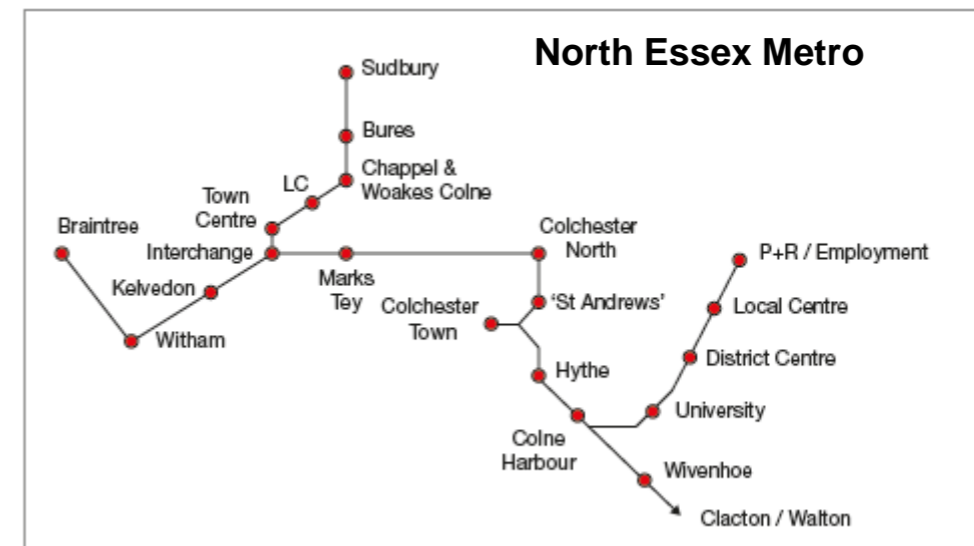 North Essex Metro
Sudbury
Bures
Chappel &
Woakes Colne
LC
Town
Centre
Braintree
Interchange
Kelvedon
Witham
Marks
Tey
Colchester
North
'St Andrews'
Colchester
Town
Hythe
Colne
Harbour
P+R / Employment
Local Centre
District Centre
University
Wivenhoe
Clacton / Walton